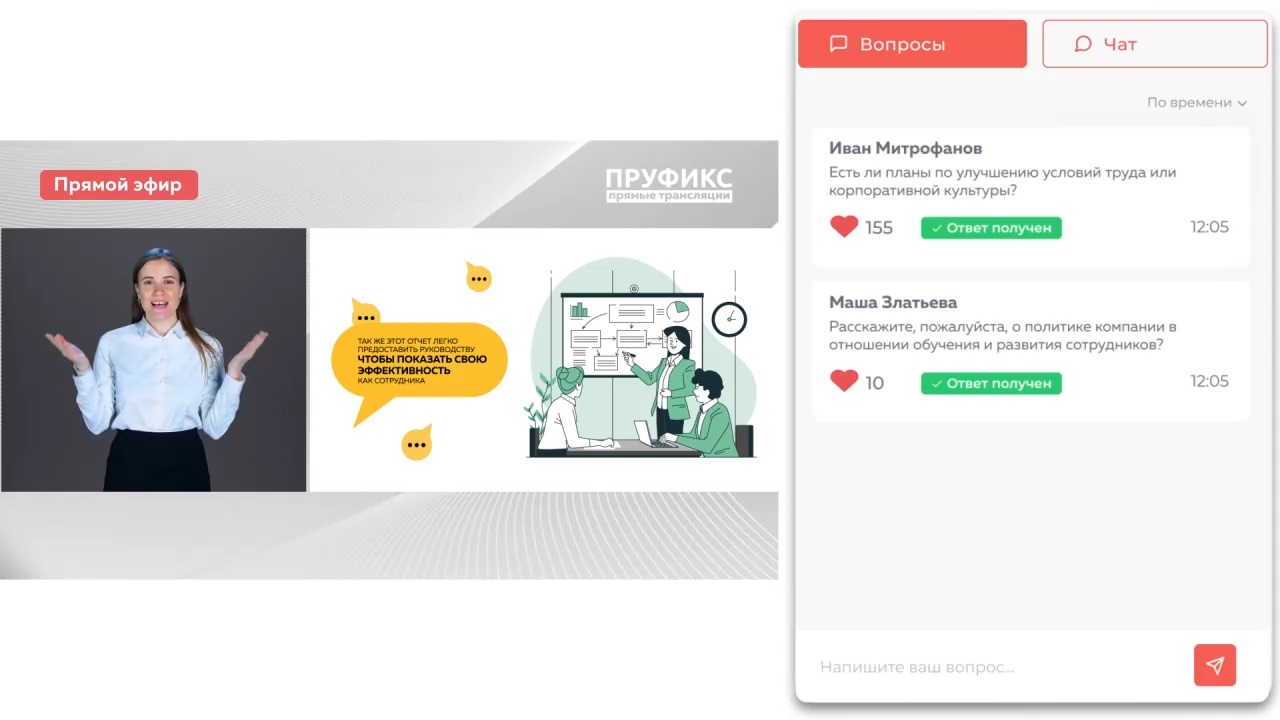 Прямой эфир
ПРУФИКС
прямые трансляции
ТАК ЖЕ ЭТОТ ОТЧЕТ ЛЕГКО
ПРЕДОСТАВИТЬ РУКОВОДСТВУ
ЧТОБЫ ПОКАЗАТЬ СВОЮ
ЭФФЕКТИВНОСТЬ
КАК СОТРУДНИКА
Вопросы
Чат
По времени
Иван Митрофанов
Есть ли планы по улучшению условий труда или
корпоративной культуры?
155
Ответ получен
12:05
Маша Златьева
Расскажите, пожалуйста, о политике компании в
отношении обучения и развития сотрудников?
10
Ответ получен
12:05
Напишите ваш вопрос...